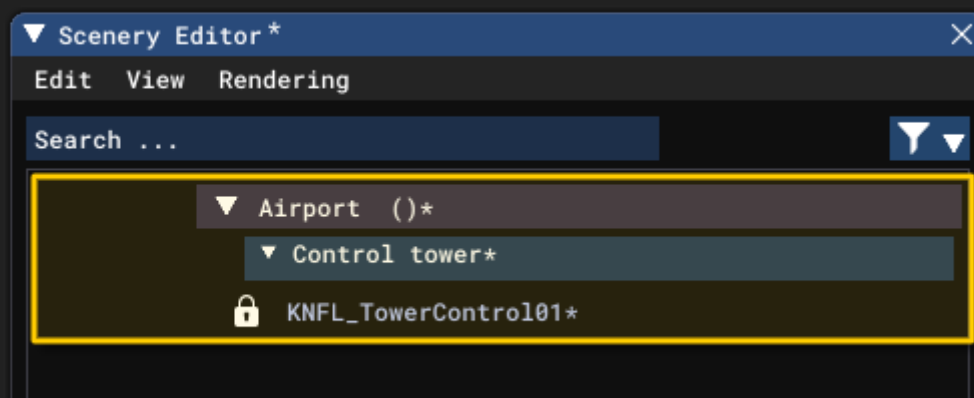 Scenery Editor*
Edit View Rendering
Search ...
Airport ()*
Control tower*
KNFL_TowerControl01*